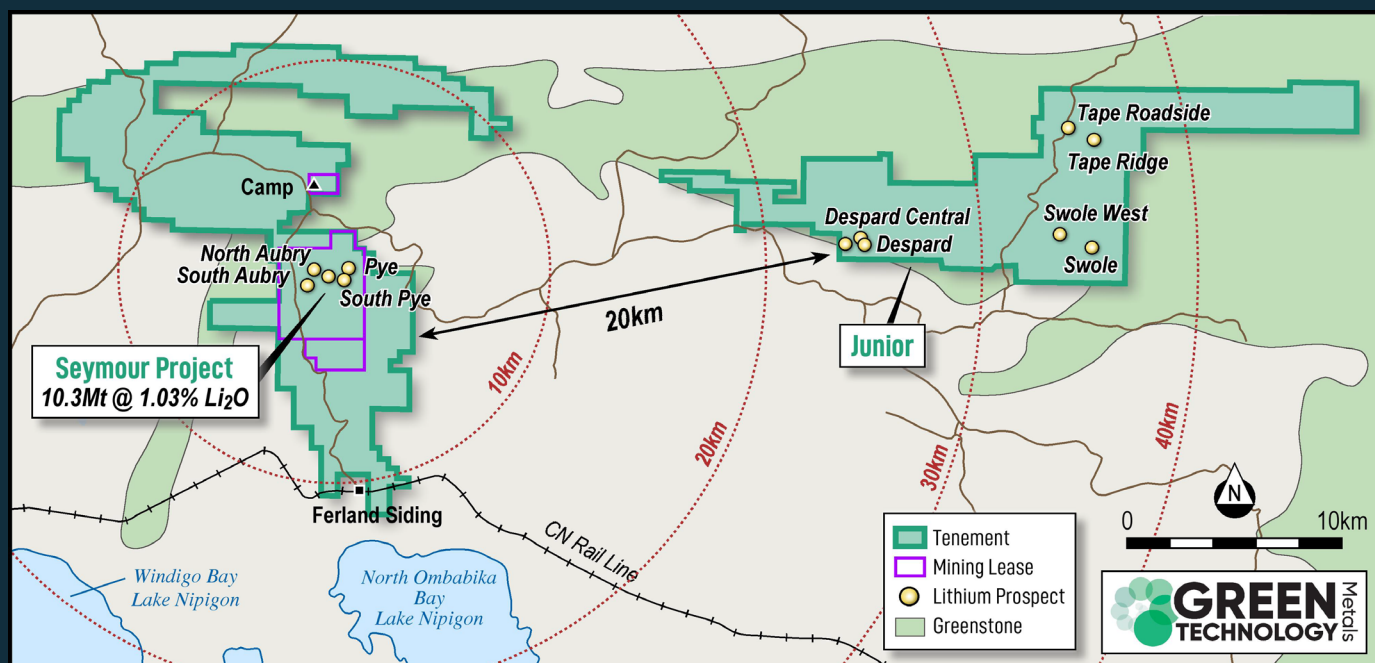 Camp
North Aubry
South Aubry
Pye
South Pye
Seymour Project
10.3Mt @ 1.03% Li₂O
Ferland Siding
Windigo Bay
Lake Nipigon
North Ombabika
Bay
Lake Nipigon
CN Rail Line
10km
20km
20km
30km
40km
Despard Central
Despard
Junior
Tape Roadside
Tape Ridge
Swole West
Swole
N
0 10km
Tenement
Mining Lease
Lithium Prospect
Greenstone
GREEN
TECHNOLOGY
Metals